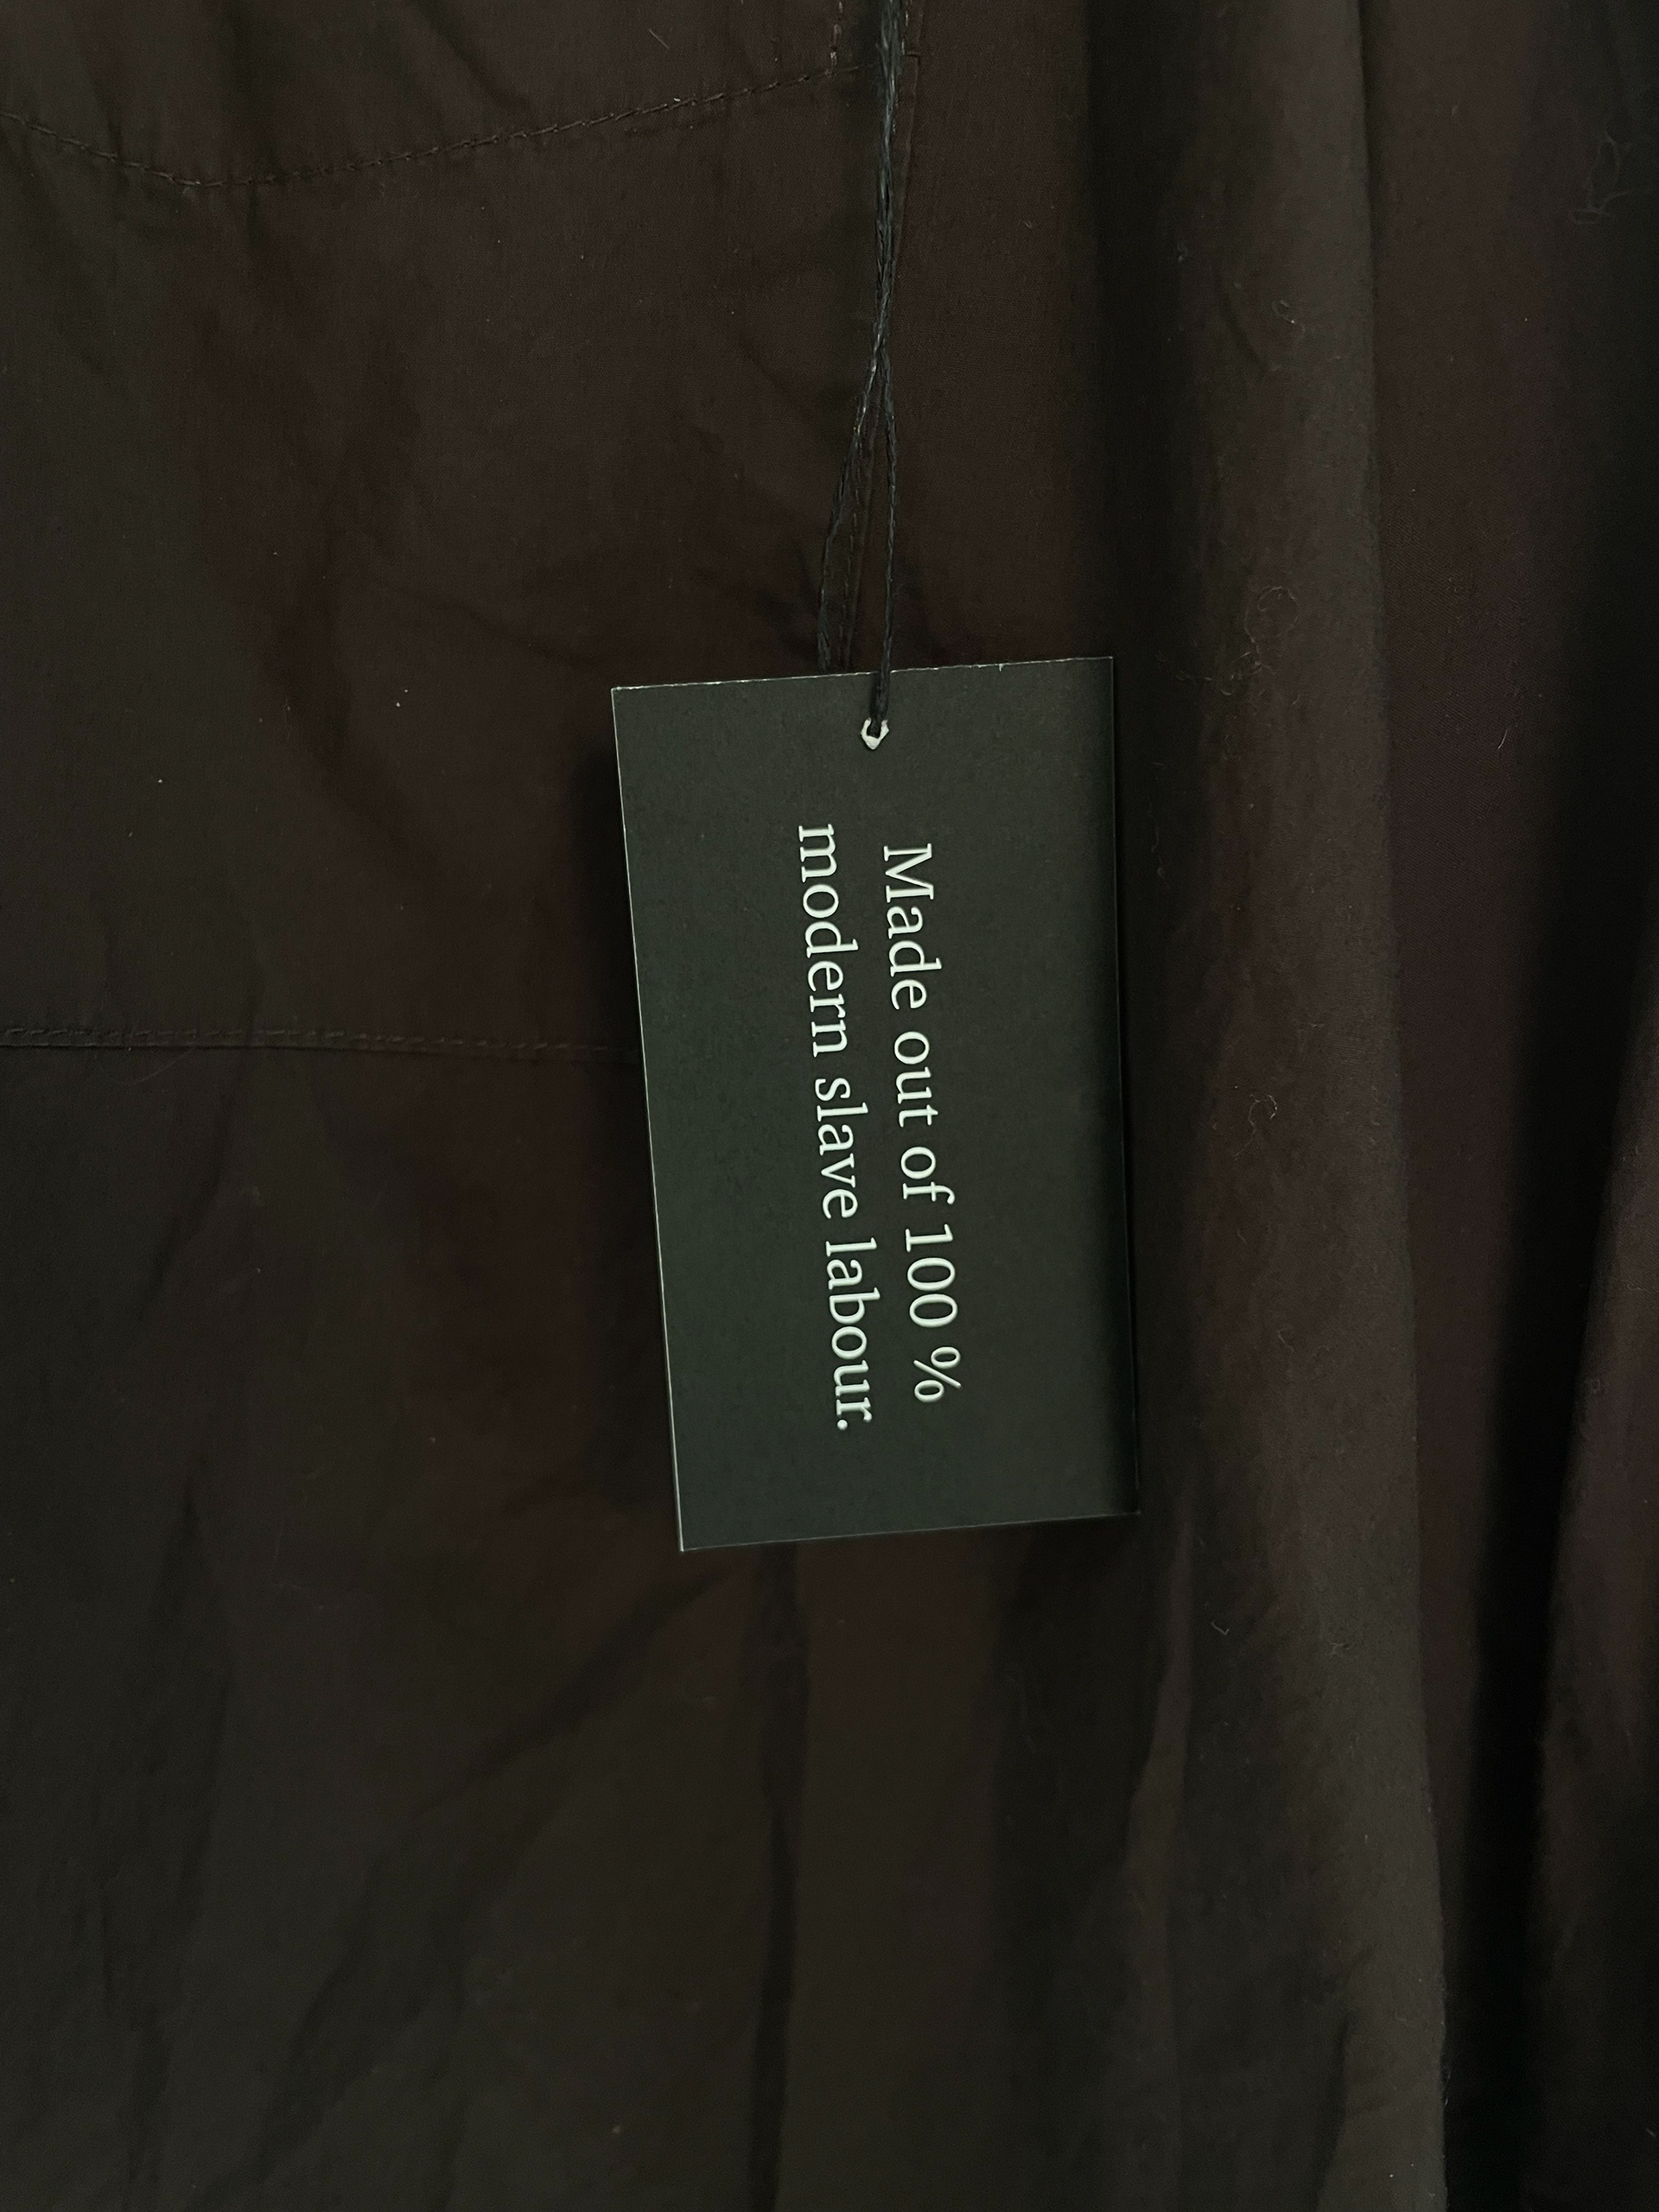 Made out of 100 %
modern slave labour.